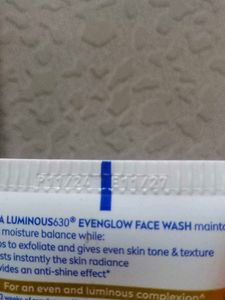 A LUMINOUS630® EVENGLOW FACE WASH mainta
moisture balance while:
ps to exfoliate and gives even skin tone & texture
sts instantly the skin radiance
vides an anti-shine effect*
For an even and luminous complexion